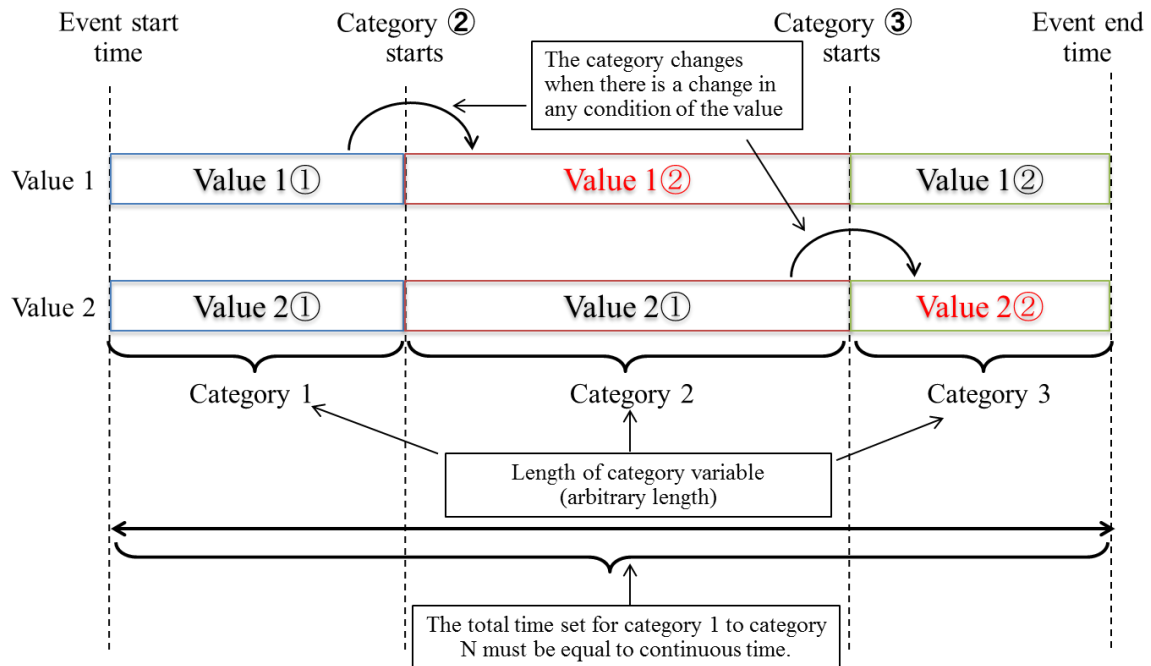 Event start
time
Category ②
starts
Category ③
starts
Event end
time
The category changes
when there is a change in
any condition of the value
Value 1
Value 1①
Value 1②
Value 1②
Value 2
Value 2①
Value 2①
Value 2②
Category 1
Category 2
Category 3
Length of category variable
(arbitrary length)
The total time set for category 1 to category
N must be equal to continuous time.